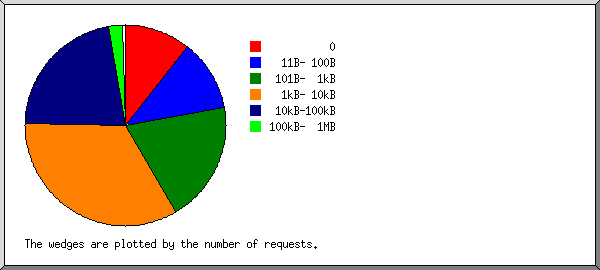 0
11B- 100B
101B- 1kB
1kB- 10kB
10kB-100kB
100kB- 1MB
The wedges are plotted by the number of requests.